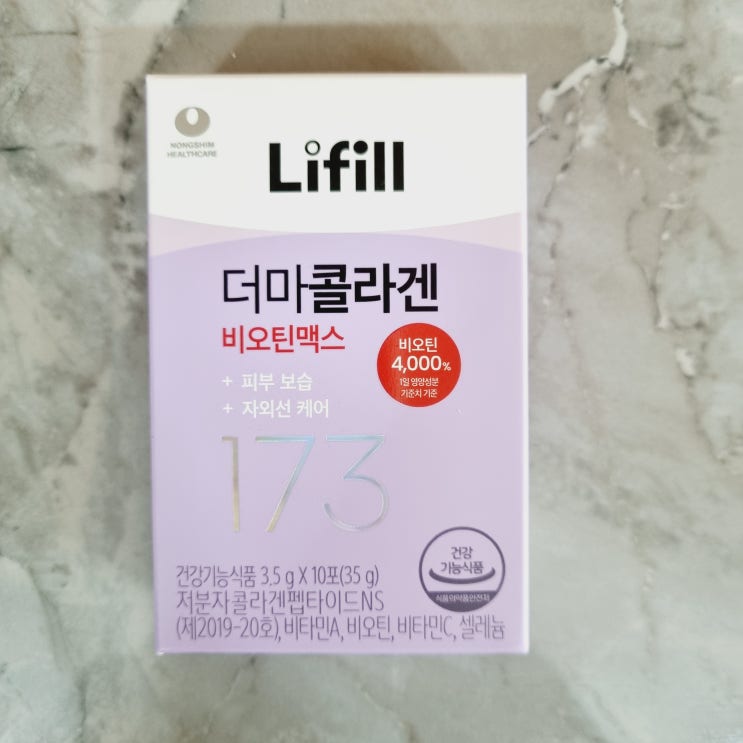 NONGSHIM
HEALTHCARE
Lifill
더마콜라겐
비오틴맥스
+ 피부 보습
+ 자외선 케어
비오틴
4,000%
1일 영양성분
기준치 기준
173
건강
기능식품
식품의약품안전처
건강기능식품 3.5 g X 10포(35 g)
저분자콜라겐펩타이드NS
(제2019-20호), 비타민A, 비오틴, 비타민C, 셀레늄